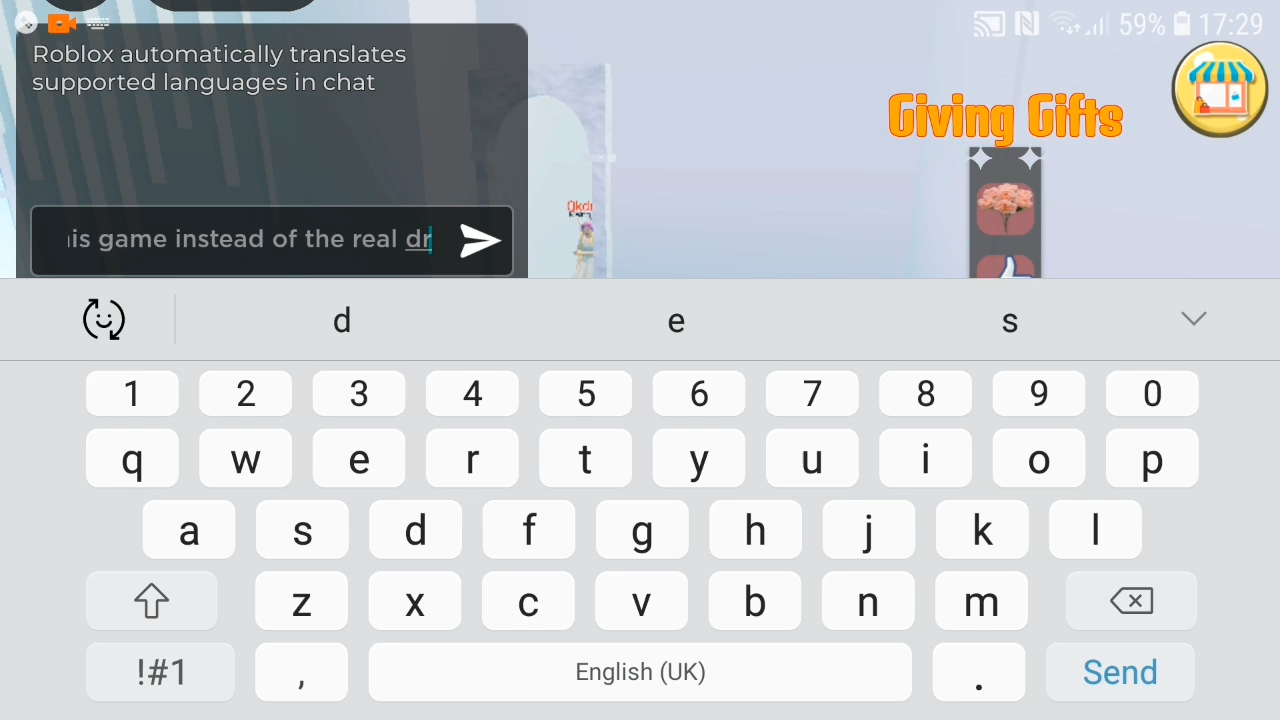 59% 17:29
Roblox automatically translates
supported languages in chat
Giving Gifts
is game instead of the real dr
d e s
1 2 3 4 5 6 7 8 9 0
q w e r t y u i o p
a s d f g h j k l
z x c v b n m
!#1 , English (UK) . Send